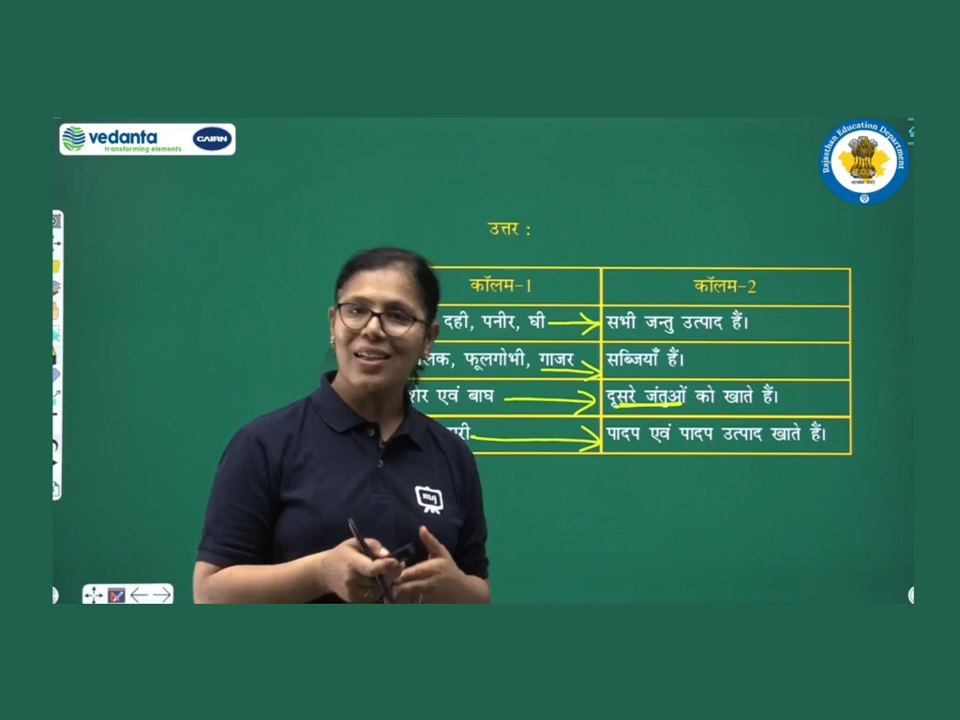 vedanta
transforming elements
CAIRN
Rajasthan Education Department
उत्तर :
कॉलम-1 कॉलम-2
दही, पनीर, घी सभी जन्तु उत्पाद हैं।
फूलगोभी, गाजर सब्जियाँ हैं।
शेर एवं बाघ दूसरे जंतुओं को खाते हैं।
पादप एवं पादप उत्पाद खाते हैं।
mg